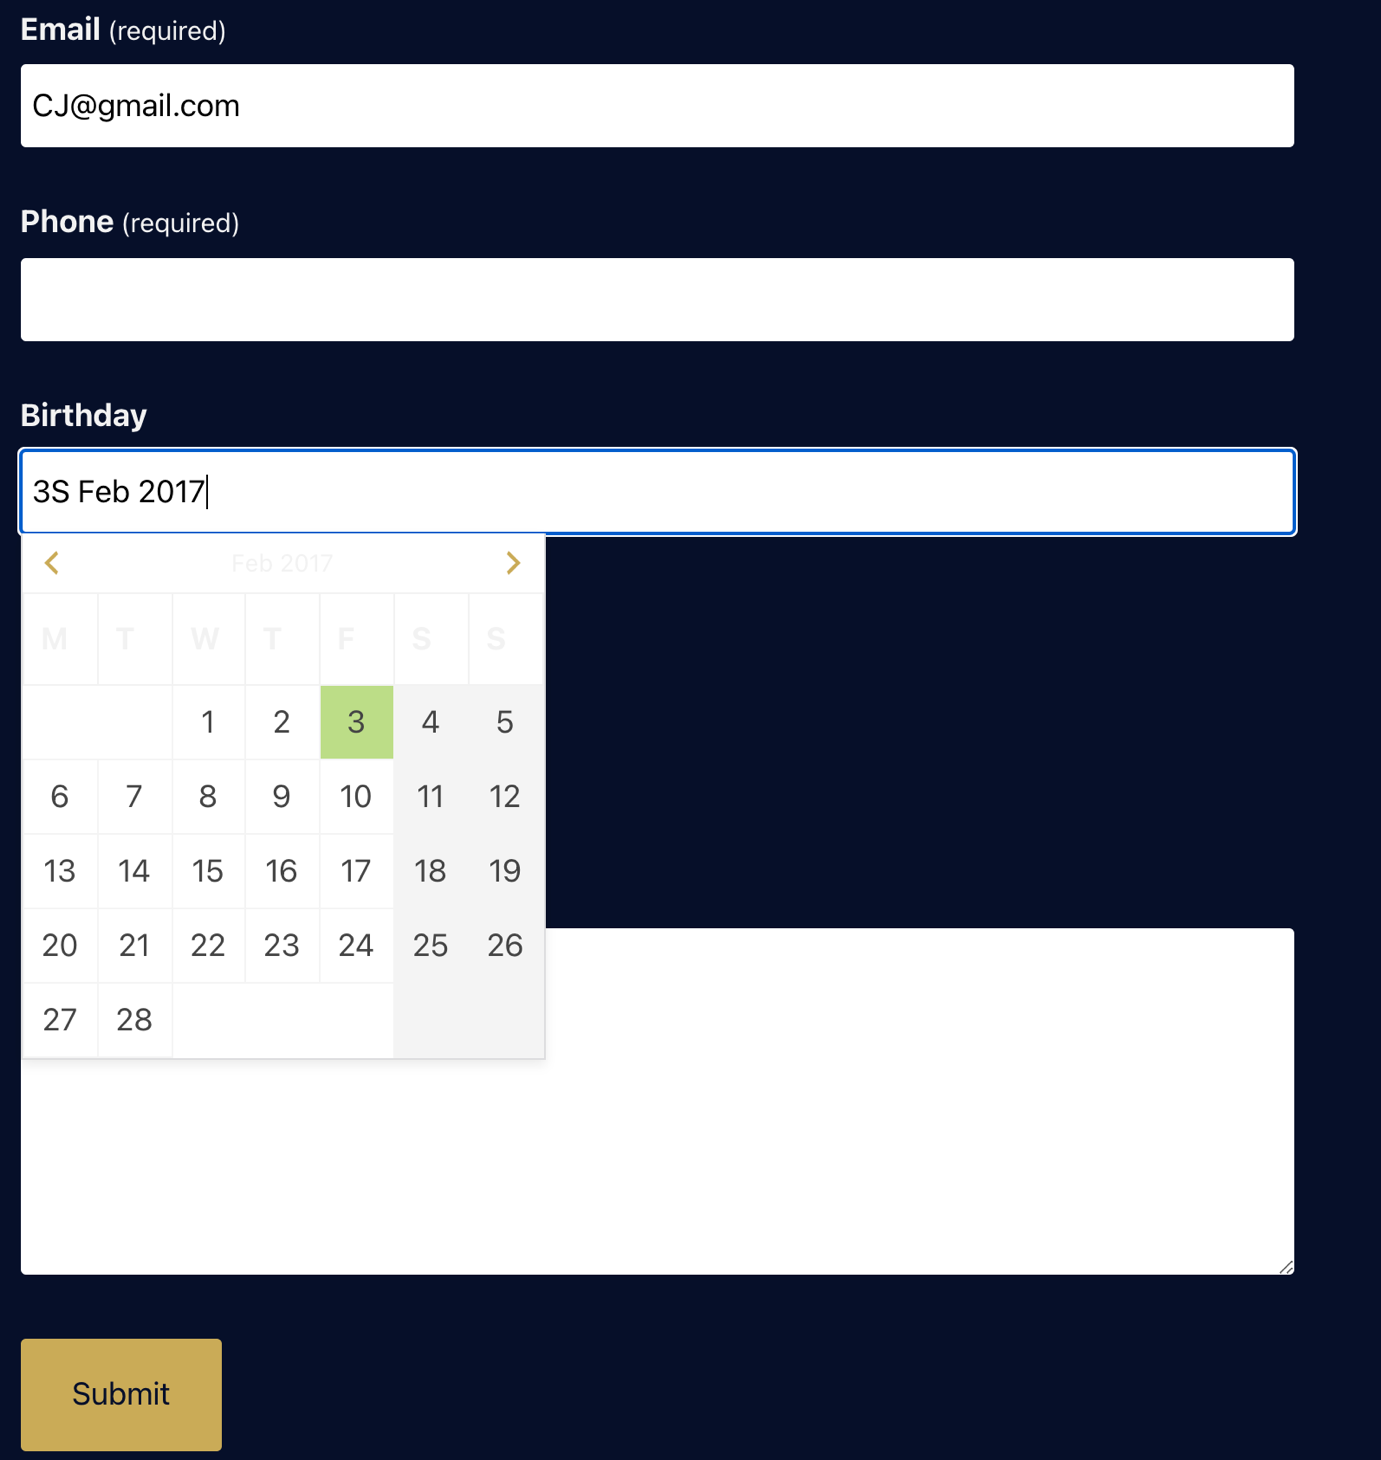 Email (required)
CJ@gmail.com
Phone (required)
Birthday
3S Feb 2017
Feb 2017
M T W T F S S
1 2 3 4 5
6 7 8 9 10 11 12
13 14 15 16 17 18 19
20 21 22 23 24 25 26
27 28
Submit